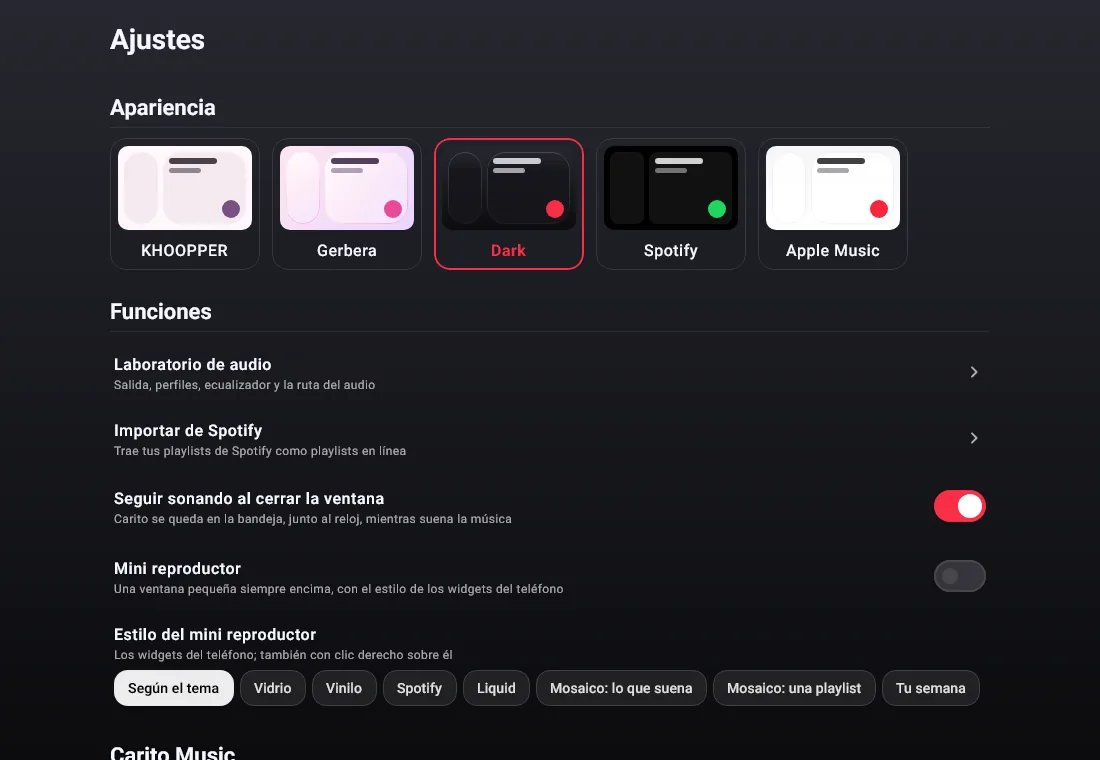 Ajustes
Apariencia
KHOOPPER
Gerbera
Dark
Spotify
Apple Music
Funciones
Laboratorio de audio
Salida, perfiles, ecualizador y la ruta del audio
Importar de Spotify
Trae tus playlists de Spotify como playlists en línea
Seguir sonando al cerrar la ventana
Carito se queda en la bandeja, junto al reloj, mientras suena la música
Mini reproductor
Una ventana pequeña siempre encima, con el estilo de los widgets del teléfono
Estilo del mini reproductor
Los widgets del teléfono; también con clic derecho sobre él
Según el tema
Vidrio
Vinilo
Spotify
Liquid
Mosaico: lo que suena
Mosaico: una playlist
Tu semana
Carito Music